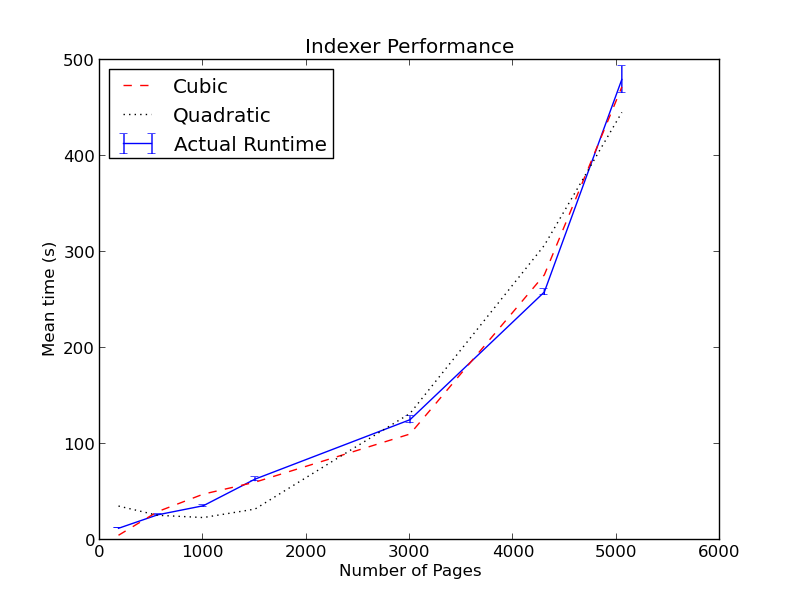 Indexer Performance
Cubic
Quadratic
Actual Runtime
500
400
300
200
100
0
Mean time (s)
0 1000 2000 3000 4000 5000 6000
Number of Pages